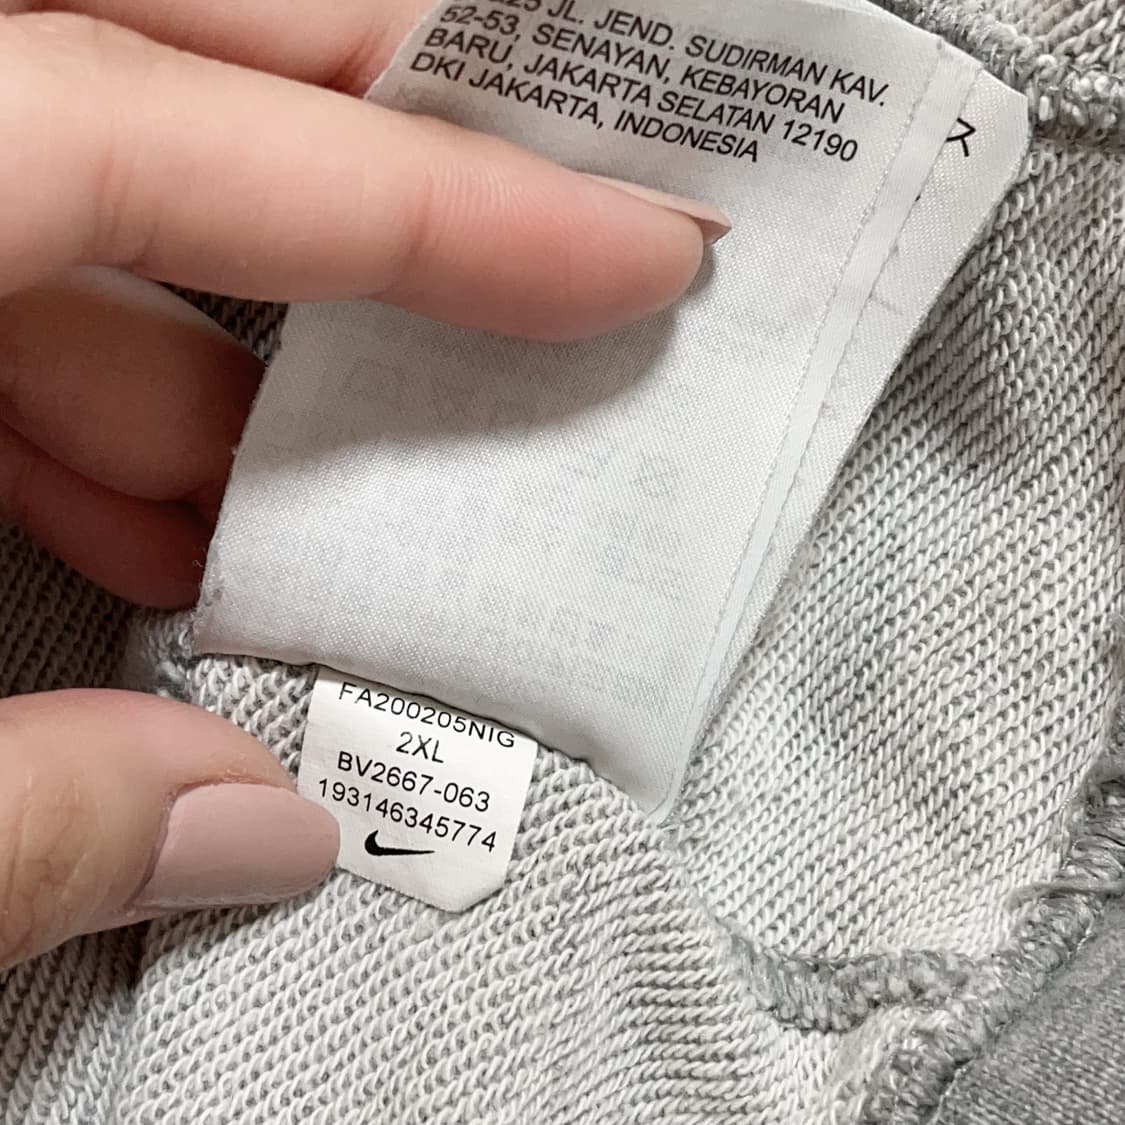 JL. JEND. SUDIRMAN KAV.
52-53, SENAYAN, KEBAYORAN
BARU, JAKARTA SELATAN 12190
DKI JAKARTA, INDONESIA
ス
FA200205NIG
2XL
BV2667-063
193146345774